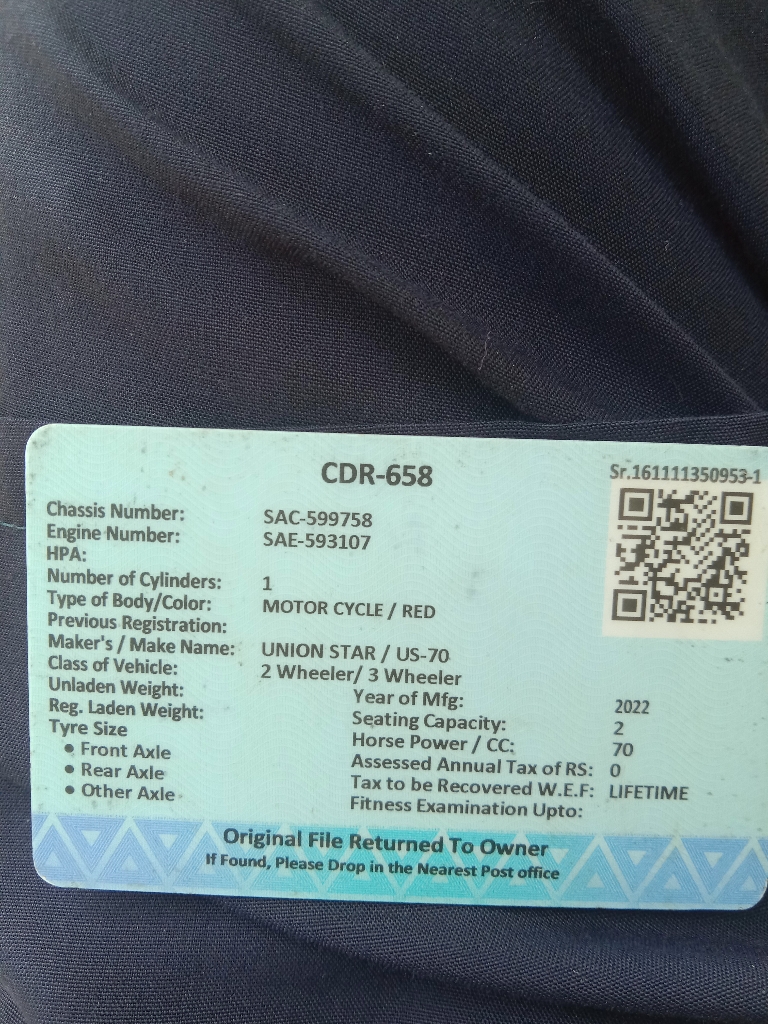 CDR-658
Sr.161111350953-1
Chassis Number: SAC-599758
Engine Number: SAE-593107
HPA:
Number of Cylinders: 1
Type of Body/Color: MOTOR CYCLE / RED
Previous Registration:
Maker's / Make Name: UNION STAR / US-70
Class of Vehicle: 2 Wheeler/ 3 Wheeler
Unladen Weight:
Year of Mfg: 2022
Reg. Laden Weight:
Seating Capacity: 2
Tyre Size
Horse Power / CC: 70
• Front Axle
Assessed Annual Tax of RS: 0
• Rear Axle
Tax to be Recovered W.E.F: LIFETIME
• Other Axle
Fitness Examination Upto:
Original File Returned To Owner
If Found, Please Drop in the Nearest Post office